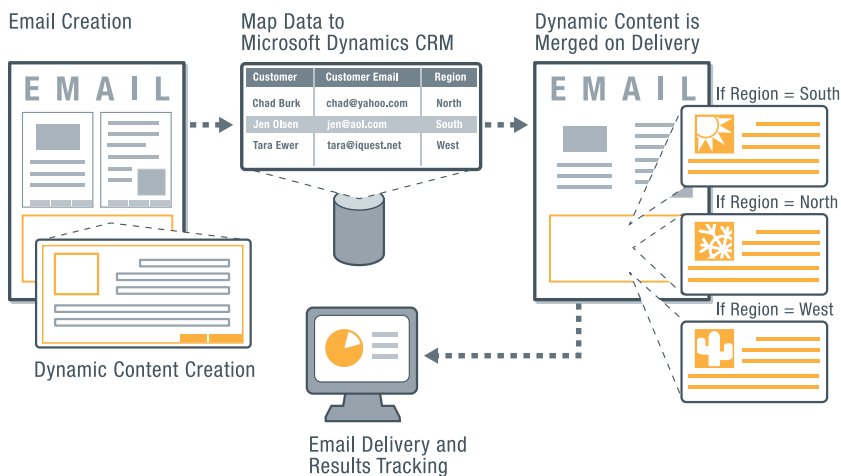 Email Creation
EMAIL
Dynamic Content Creation
Map Data to
Microsoft Dynamics CRM
Customer Customer Email Region
Chad Burk chad@yahoo.com North
Jen Olsen jen@aol.com South
Tara Ewer tara@iquest.net West
Dynamic Content is
Merged on Delivery
EMAIL
If Region = South
If Region = North
If Region = West
Email Delivery and
Results Tracking